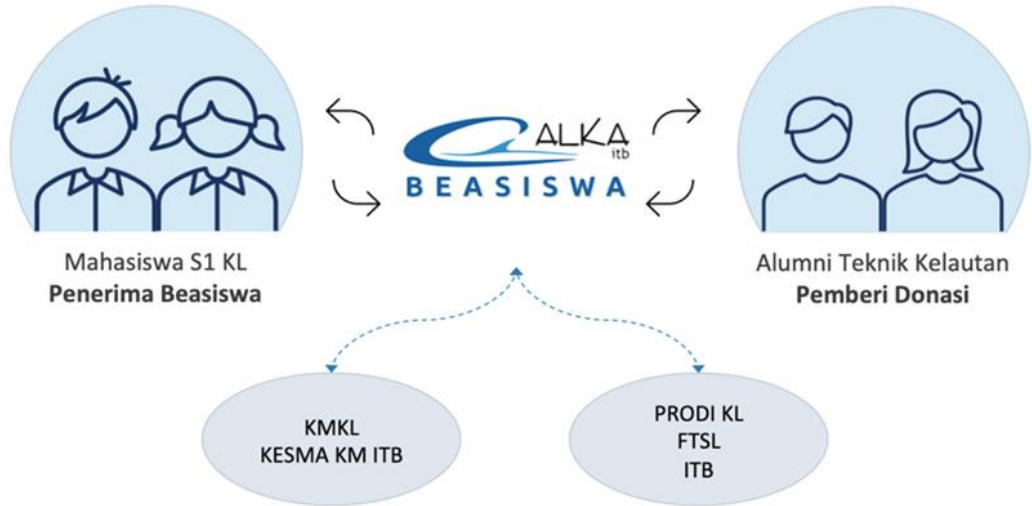 ALKA
itb
BEASISWA
Mahasiswa S1 KL
Penerima Beasiswa
Alumni Teknik Kelautan
Pemberi Donasi
KMKL
KESMA KM ITB
PRODI KL
FTSL
ITB